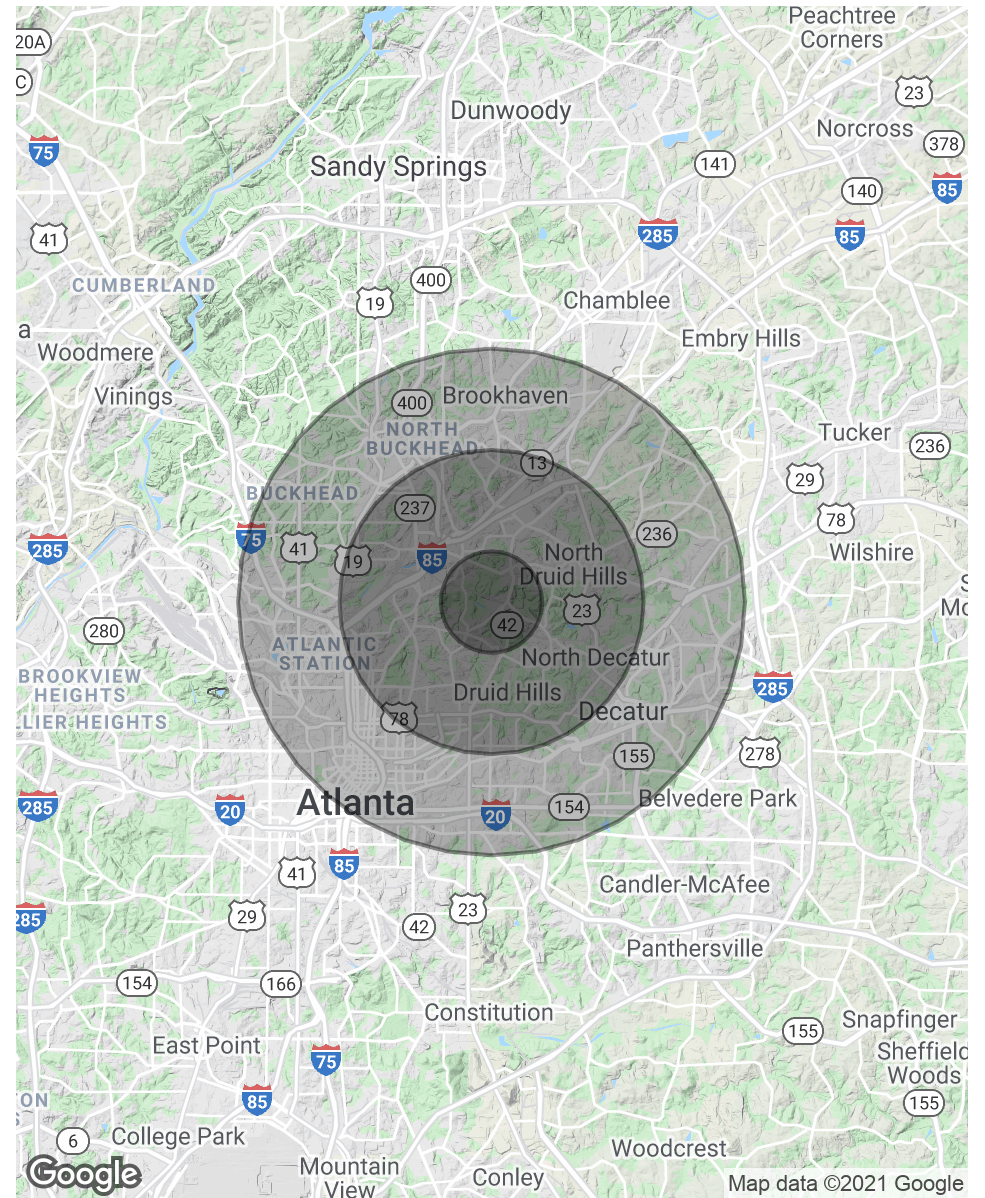 Peachtree
Corners
20A
C
23
Dunwoody
Norcross
378
75
Sandy Springs
141
140
85
41
285
85
CUMBERLAND
400
19
Chamblee
a
Woodmere
Embry Hills
Vinings
400
Brookhaven
NORTH
BUCKHEAD
Tucker
236
13
29
BUCKHEAD
237
78
236
75
41
285
19
85
North
Druid Hills
Wilshire
S
Mo
23
42
280
ATLANTIC
STATION
North Decatur
BROOKVIEW
HEIGHTS
285
Druid Hills
LLIER HEIGHTS
78
Decatur
155
278
285
20
Atlanta
20
154
Belvedere Park
85
41
Candler-McAfee
285
29
23
42
Panthersville
154
166
Constitution
155
Snapfinger
East Point
75
Sheffield
Woods
85
ON
S
155
6
College Park
Woodcrest
Google
Mountain
View
Conley
Map data ©2021 Google